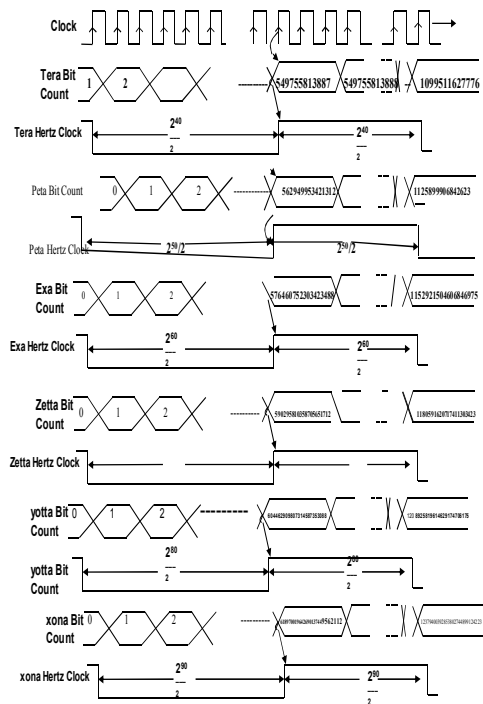 Clock
Tera Bit
Count
1 2 549755813887 549755813888 1099511627776
Tera Hertz Clock
2^40/2 2^40/2
Peta Bit Count 0 1 2 562949953421312 1125899906842623
Peta Hertz Clock 2^50/2 2^50/2
Exa Bit
Count
0 1 2 576460752303423488 1152921504606846975
Exa Hertz Clock
2^60/2 2^60/2
Zetta Bit
Count
0 1 2 590295810358705651712 1180591620717411303423
Zetta Hertz Clock
yotta Bit
Count
0 1 2
yotta Bit
Count
2^80/2 2^80/2
xona Bit
Count
0 1 2
xona Hertz Clock
2^90/2 2^90/2